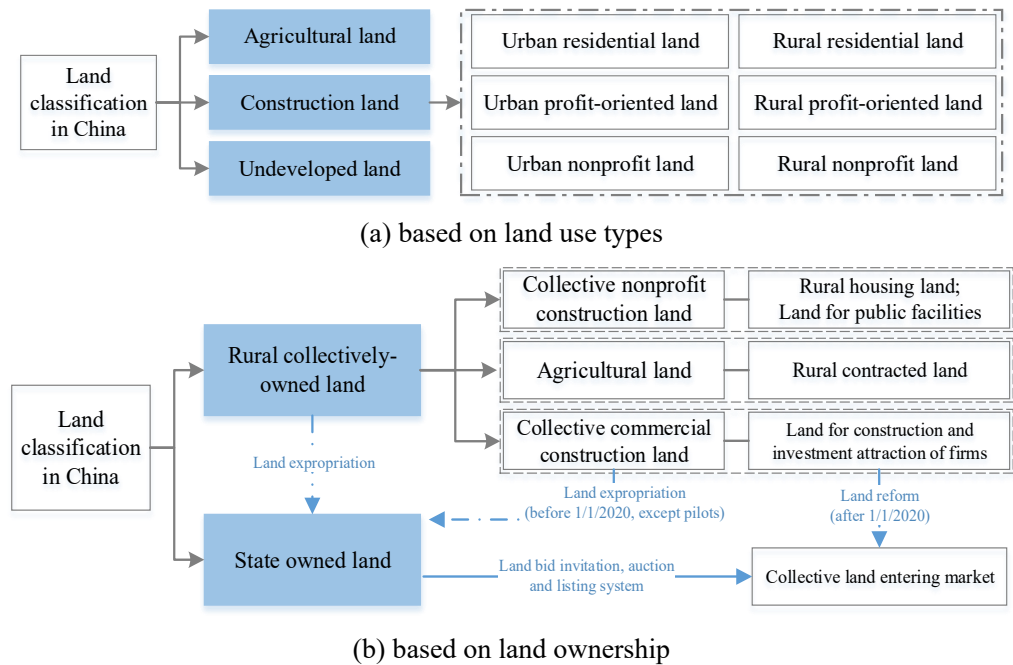 Land
classification
in China
Agricultural land
Construction land
Undeveloped land
Urban residential land
Rural residential land
Urban profit-oriented land
Rural profit-oriented land
Urban nonprofit land
Rural nonprofit land
(a) based on land use types
Land
classification
in China
Rural collectively-
owned land
Land expropriation
State owned land
Collective nonprofit
construction land
Rural housing land;
Land for public facilities
Agricultural land
Rural contracted land
Collective commercial
construction land
Land for construction and
investment attraction of firms
Land expropriation
(before 1/1/2020, except pilots)
Land reform
(after 1/1/2020)
Land bid invitation, auction
and listing system
Collective land entering market
(b) based on land ownership